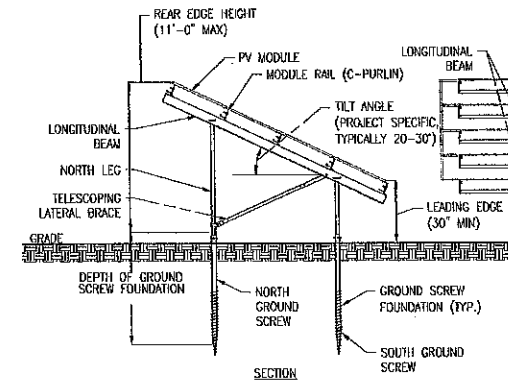 REAR EDGE HEIGHT
(11'-0" MAX)
PV MODULE
MODULE RAIL (C-PURLIN)
LONGITUDINAL
BEAM
TILT ANGLE
(PROJECT SPECIFIC,
TYPICALLY 20-30°)
LONGITUDINAL
BEAM
NORTH LEG
TELESCOPING
LATERAL BRACE
LEADING EDGE
(30" MIN)
GRADE
DEPTH OF GROUND
SCREW FOUNDATION
NORTH
GROUND
SCREW
GROUND SCREW
FOUNDATION (TYP.)
SOUTH GROUND
SCREW
SECTION